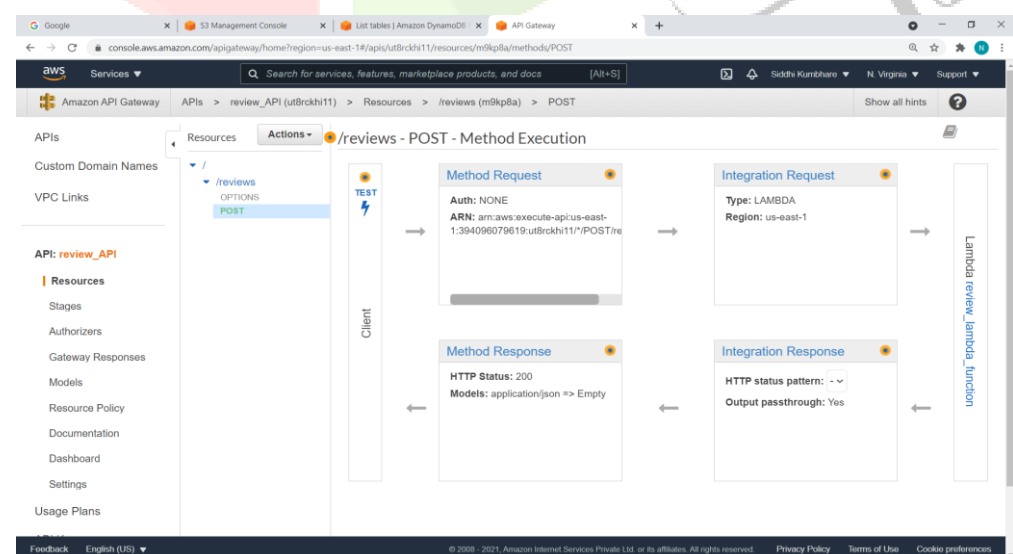 Google
S3 Management Console
List tables | Amazon DynamoDB
API Gateway
console.aws.amazon.com/apigateway/home?region=us-east-1#/apis/ut8rckhi11/resources/m9kp8a/methods/POST
N
aws
Services
Search for services, features, marketplace products, and docs
[Alt+S]
Siddhi Kumbhare
N. Virginia
Support
Amazon API Gateway
APIs > review_API (ut8rckhi11) > Resources > /reviews (m9kp8a) > POST
Show all hints
?
APIs
Custom Domain Names
VPC Links
API: review_API
Resources
Stages
Authorizers
Gateway Responses
Models
Resource Policy
Documentation
Dashboard
Settings
Usage Plans
Resources
Actions
/
/reviews
OPTIONS
POST
/reviews - POST - Method Execution
TEST
Client
Method Request
Auth: NONE
ARN: arn:aws:execute-api:us-east-
1:394096079619:ut8rckhi11/*/POST/re
Integration Request
Type: LAMBDA
Region: us-east-1
Lambda review_lambda_function
Method Response
HTTP Status: 200
Models: application/json => Empty
Integration Response
HTTP status pattern: -
Output passthrough: Yes
Feedback
English (US)
© 2008 - 2021, Amazon Internet Services Private Ltd. or its affiliates. All rights reserved.
Privacy Policy
Terms of Use
Cookie preferences